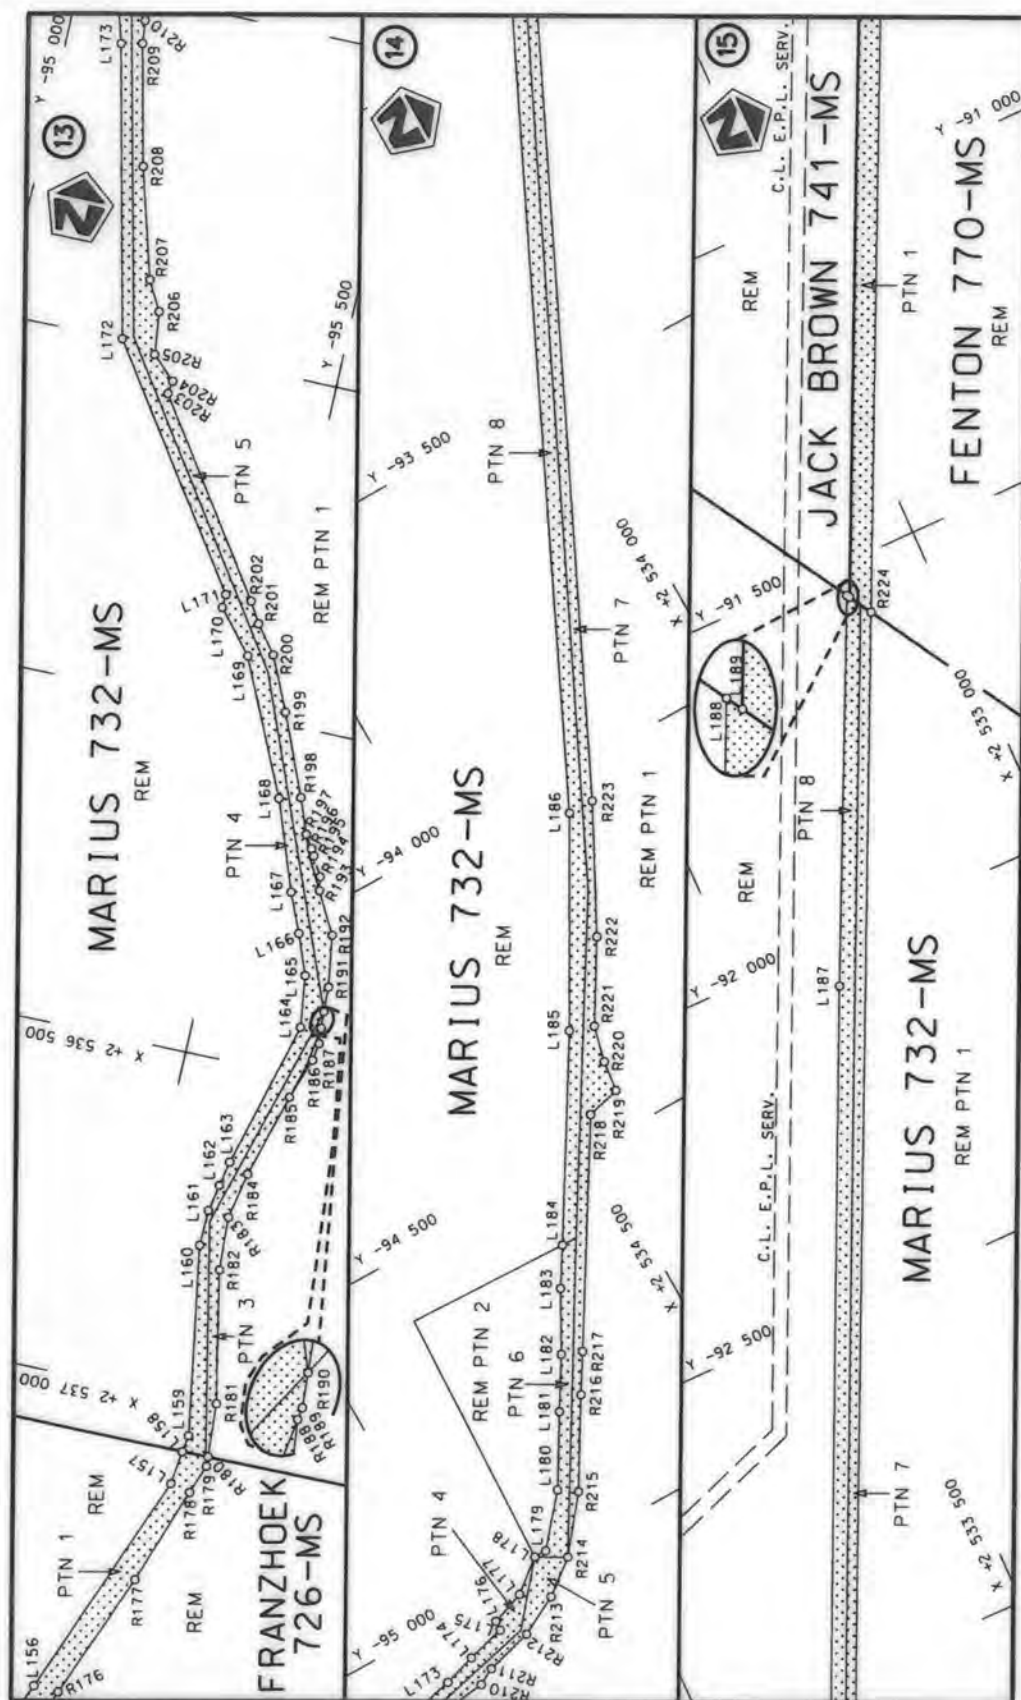 13
L156
R176
PTN 1
R177
REM
REM
L157
L158
L159
R178
R179
R180
R181
FRANZHOEK
726-MS
X +2 537 000
PTN 3
L160
L161
L162
L163
R182
R183
R184
R185
R186
R187
R188
R189
R190
X +2 536 500
L164
L165
L166
L167
L168
R191
R192
R193
R194
R195
R196
R197
R198
R199
R200
R201
R202
PTN 4
MARIUS 732-MS
REM
L169
L170
L171
REM PTN 1
PTN 5
R203
R204
R205
R206
R207
R208
R209
R210
L172
L173
Y -95 500
Y -95 000
14
L173
L174
L175
L176
L177
L178
L179
R210
R211
R212
R213
R214
R215
Y -95 000
PTN 4
PTN 5
L180
L181
L182
L183
L184
PTN 6
REM PTN 2
R216
R217
Y -94 500
X +2 534 500
L185
L186
R218
R219
R220
R221
R222
R223
MARIUS 732-MS
REM
REM PTN 1
Y -94 000
PTN 7
PTN 8
Y -93 500
X +2 534 000
15
X +2 533 500
PTN 7
Y -92 500
C.L. E.P.L. SERV.
MARIUS 732-MS
REM PTN 1
L187
Y -92 000
PTN 8
REM
X +2 533 000
L188
L189
R224
Y -91 500
JACK BROWN 741-MS
REM
C.L. E.P.L. SERV.
PTN 1
FENTON 770-MS
REM
Y -91 000